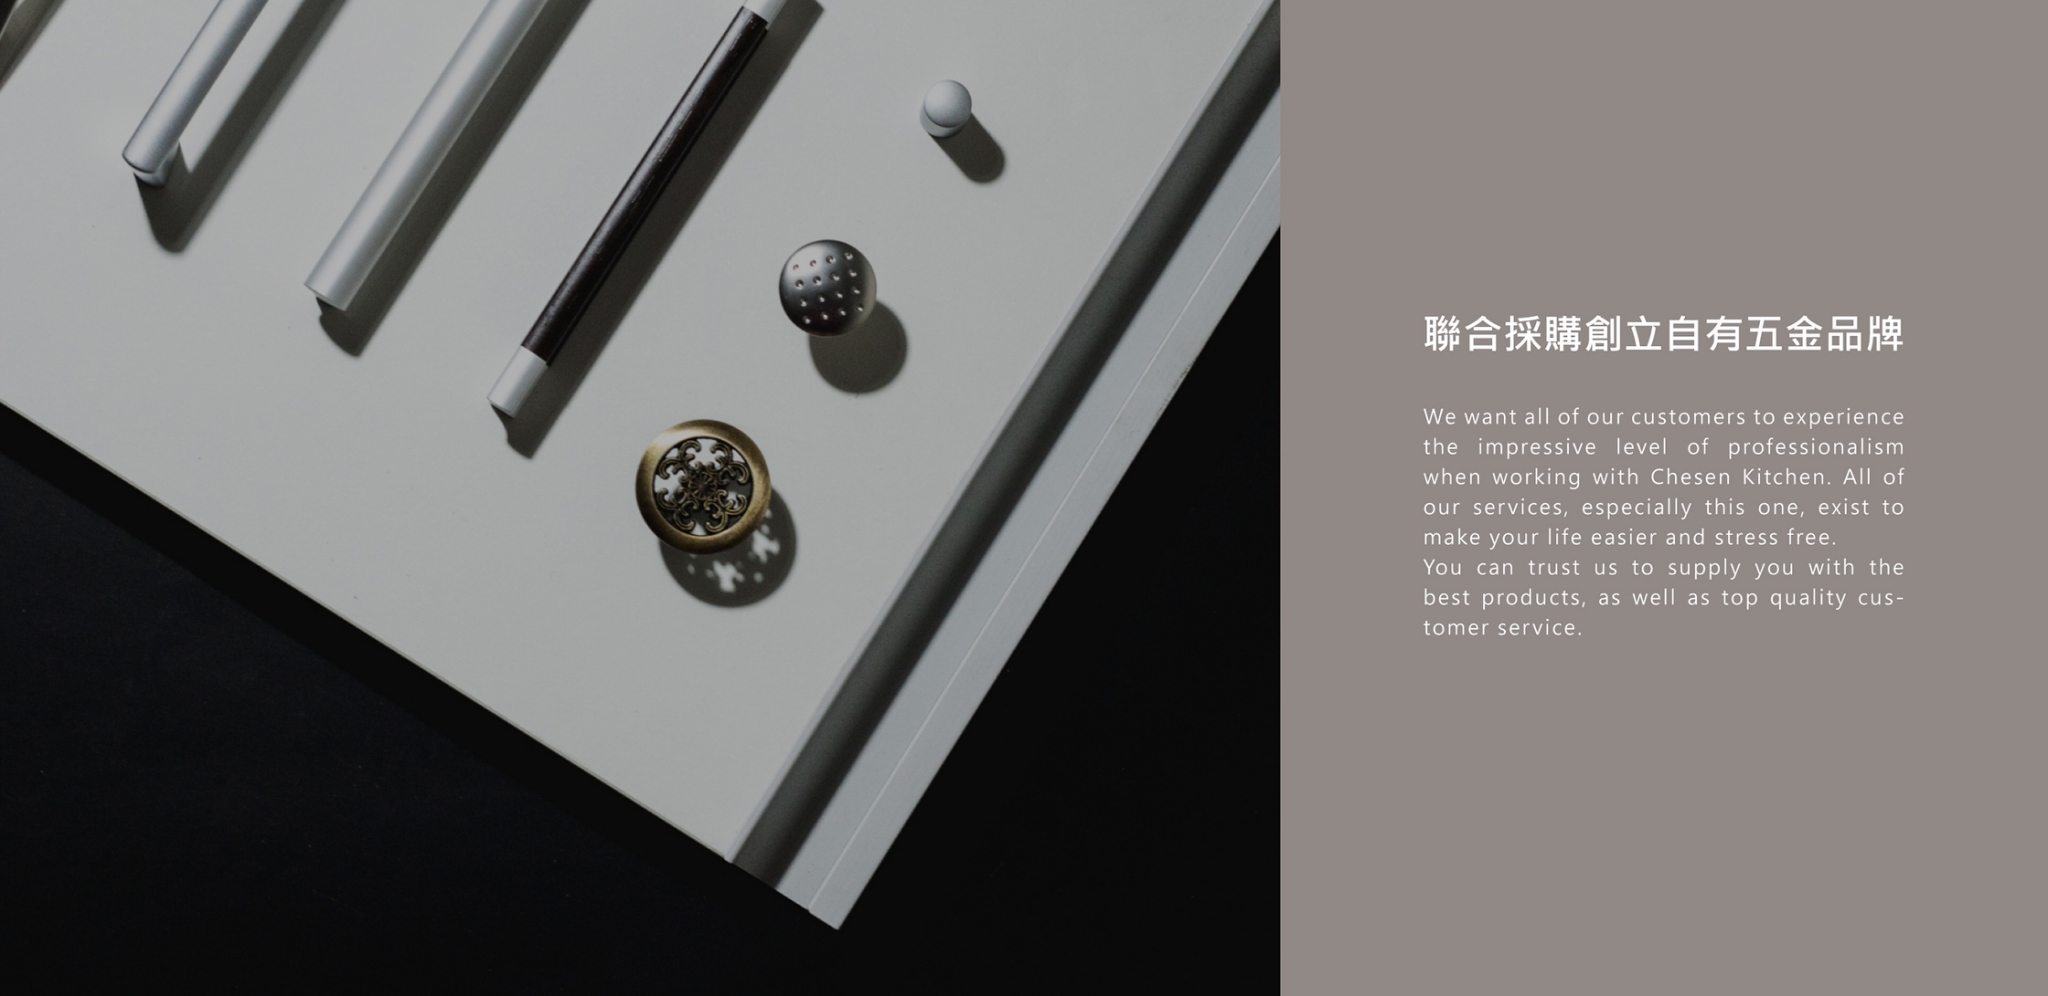 聯合採購創立自有五金品牌
We want all of our customers to experience
the impressive level of professionalism
when working with Chesen Kitchen. All of
our services, especially this one, exist to
make your life easier and stress free.
You can trust us to supply you with the
best products, as well as top quality cus-
tomer service.